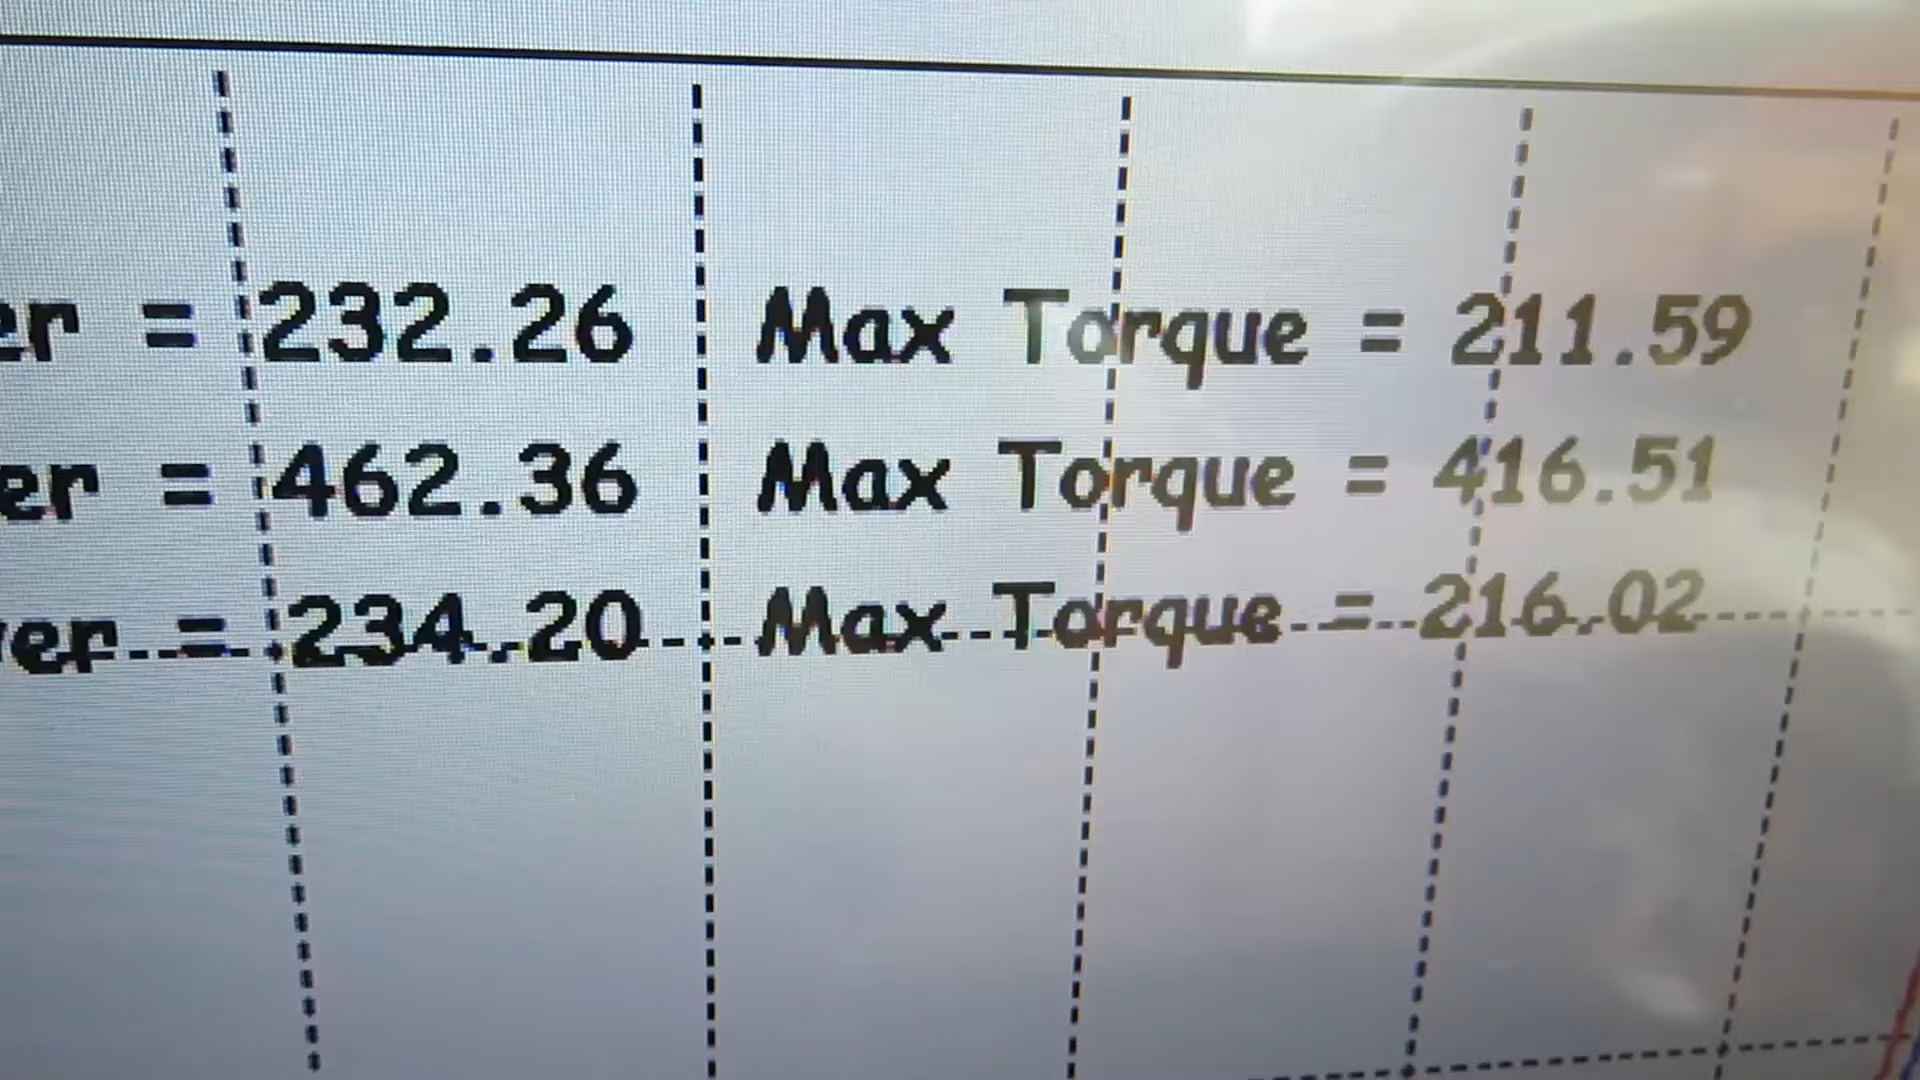 er = 232.26 Max Torque = 211.59
er = 462.36 Max Torque = 416.51
er = 234.20 Max Torque = 216.02